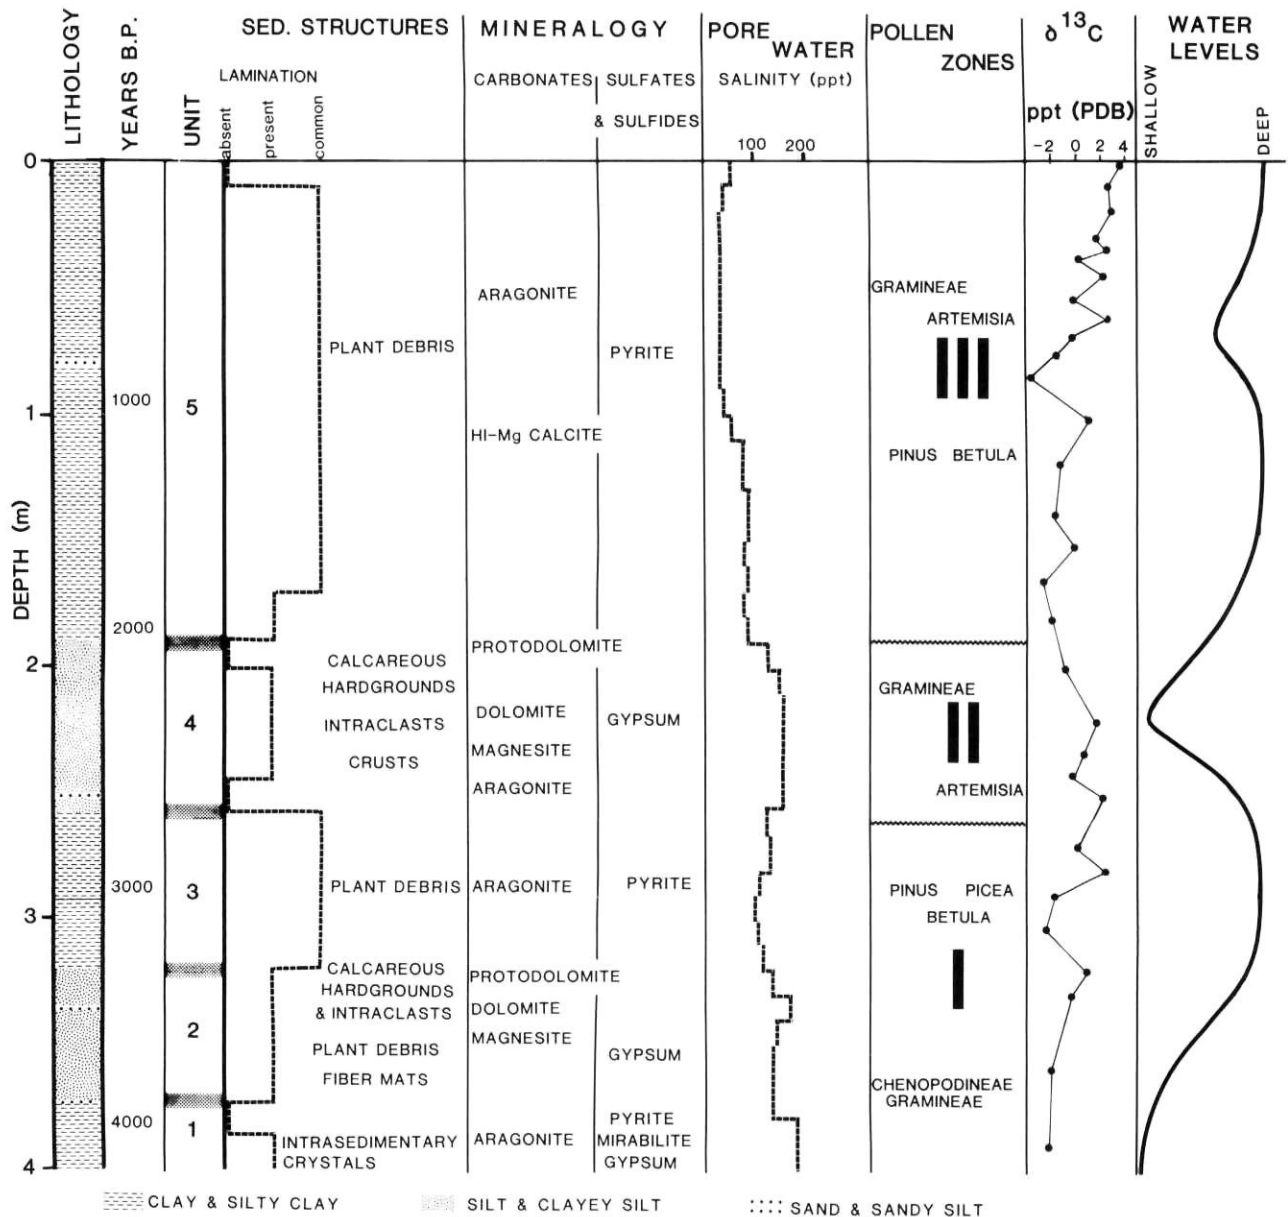 LITHOLOGY
YEARS B.P.
UNIT
SED. STRUCTURES
LAMINATION
absent
present
common
MINERALOGY
CARBONATES
SULFATES
& SULFIDES
PORE
WATER
SALINITY (ppt)
100 200
POLLEN
ZONES
δ13C
ppt (PDB)
-2 0 2 4
WATER
LEVELS
SHALLOW
DEEP
DEPTH (m)
0
1
2
3
4
1000
2000
3000
4000
5
4
3
2
1
PLANT DEBRIS
CALCAREOUS
HARDGROUNDS
INTRACLASTS
CRUSTS
PLANT DEBRIS
CALCAREOUS
HARDGROUNDS
& INTRACLASTS
PLANT DEBRIS
FIBER MATS
INTRASEDIMENTARY
CRYSTALS
ARAGONITE
HI-Mg CALCITE
PROTODOLOMITE
DOLOMITE
MAGNESITE
ARAGONITE
ARAGONITE
PROTODOLOMITE
DOLOMITE
MAGNESITE
ARAGONITE
PYRITE
GYPSUM
PYRITE
GYPSUM
PYRITE
MIRABILITE
GYPSUM
GRAMINEAE
ARTEMISIA
III
PINUS BETULA
GRAMINEAE
II
ARTEMISIA
PINUS PICEA
BETULA
I
CHENOPODINEAE
GRAMINEAE
CLAY & SILTY CLAY
SILT & CLAYEY SILT
SAND & SANDY SILT